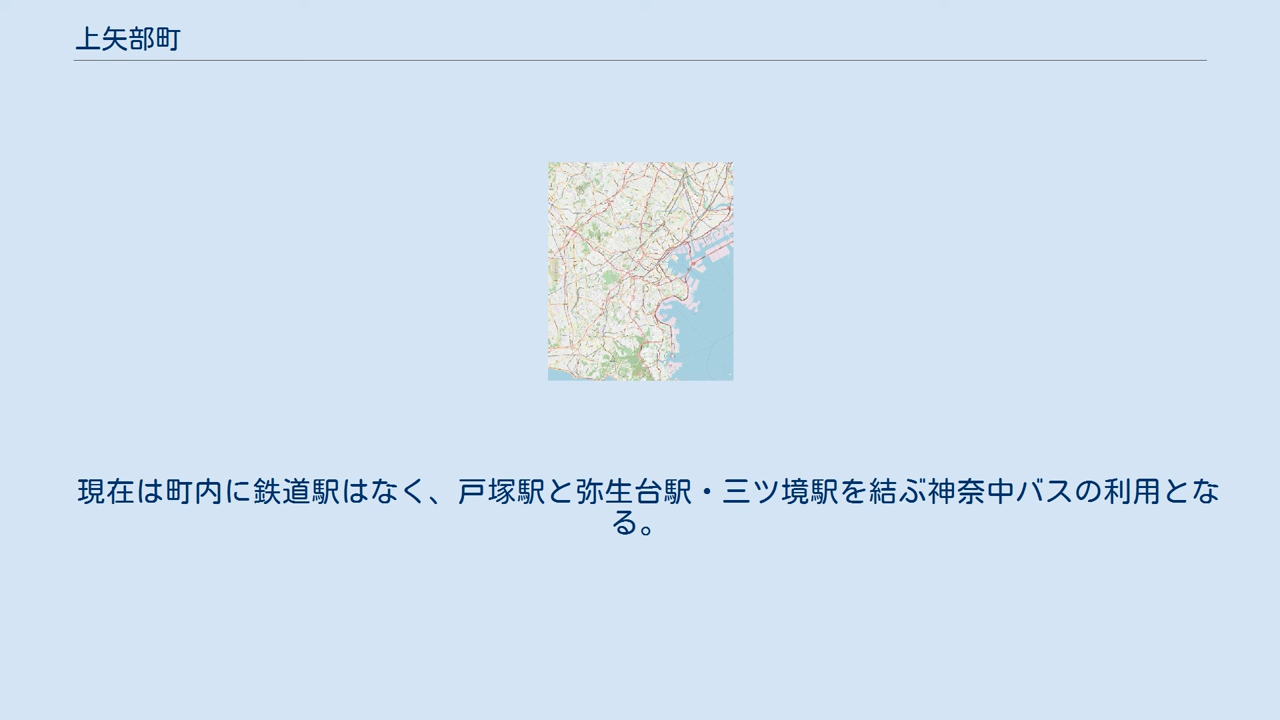 上矢部町
現在は町内に鉄道駅はなく、戸塚駅と弥生台駅・三ツ境駅を結ぶ神奈中バスの利用とな
る。